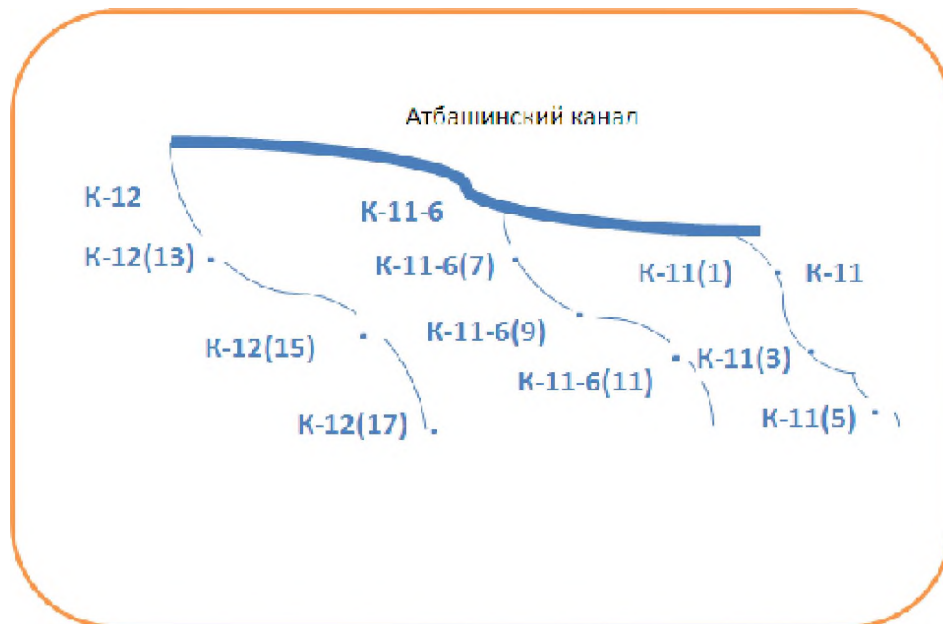 Атбашинский канал
К-12
К-11-6
К-12(13)
К-11-6(7)
К-11(1)
К-11
К-12(15)
К-11-6(9)
К-11-6(11)
К-11(3)
К-12(17)
К-11(5)